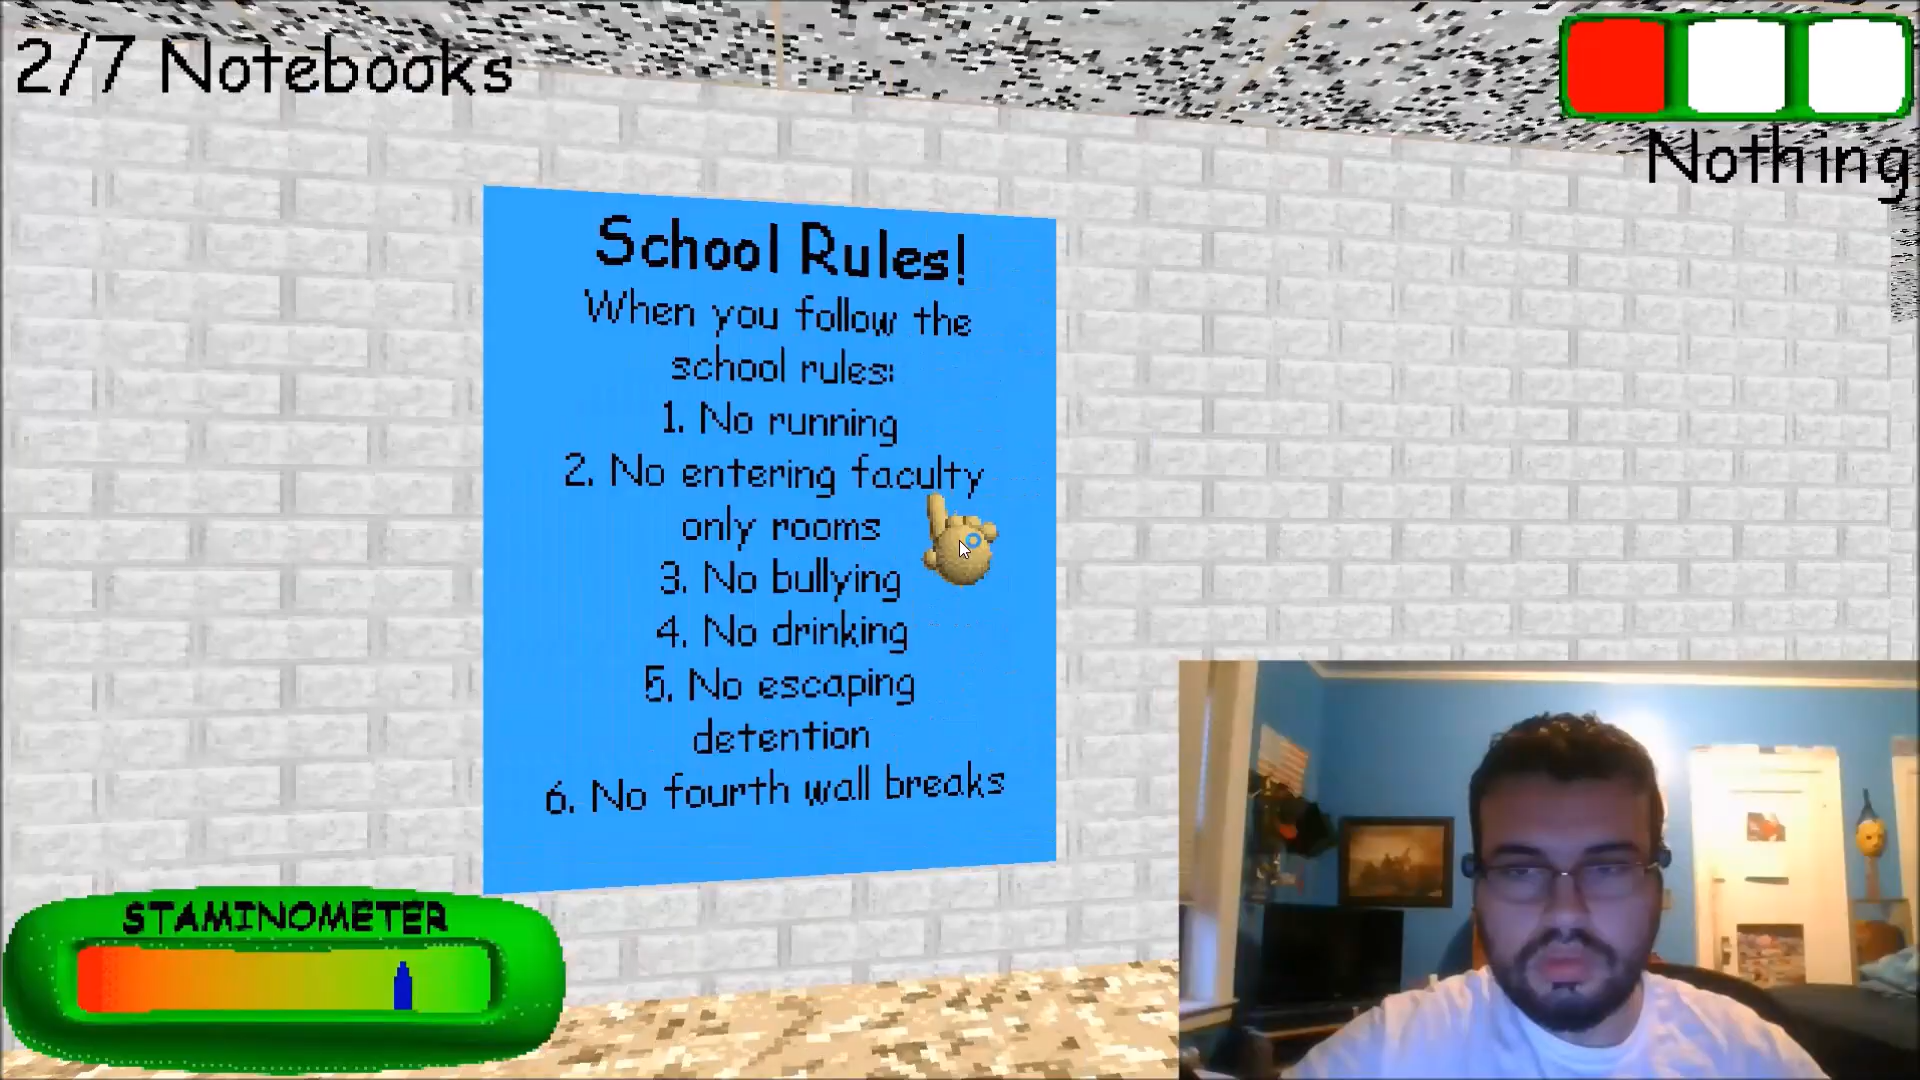 2/7 Notebooks
Nothing
School Rules!
When you follow the
school rules:
1. No running
2. No entering faculty
only rooms
3. No bullying
4. No drinking
5. No escaping
detention
6. No fourth wall breaks
STAMINOMETER